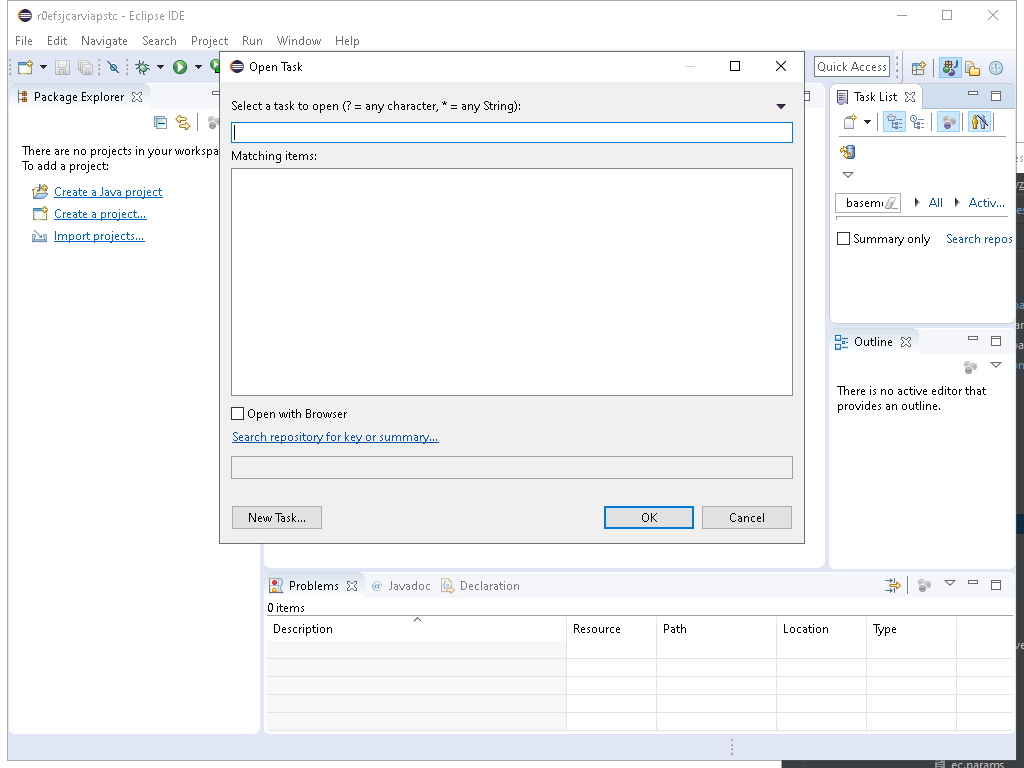 r0efsjcarviapstc - Eclipse IDE
File Edit Navigate Search Project Run Window Help
Quick Access
Open Task
Select a task to open (? = any character, * = any String):
Matching items:
Open with Browser
Search repository for key or summary...
New Task...
OK
Cancel
Package Explorer
There are no projects in your workspa
To add a project:
Create a Java project
Create a project...
Import projects...
Task List
basem
All
Activ...
Summary only
Search repos
Outline
There is no active editor that
provides an outline.
Problems
@ Javadoc
Declaration
0 items
Description Resource Path Location Type
ec.params